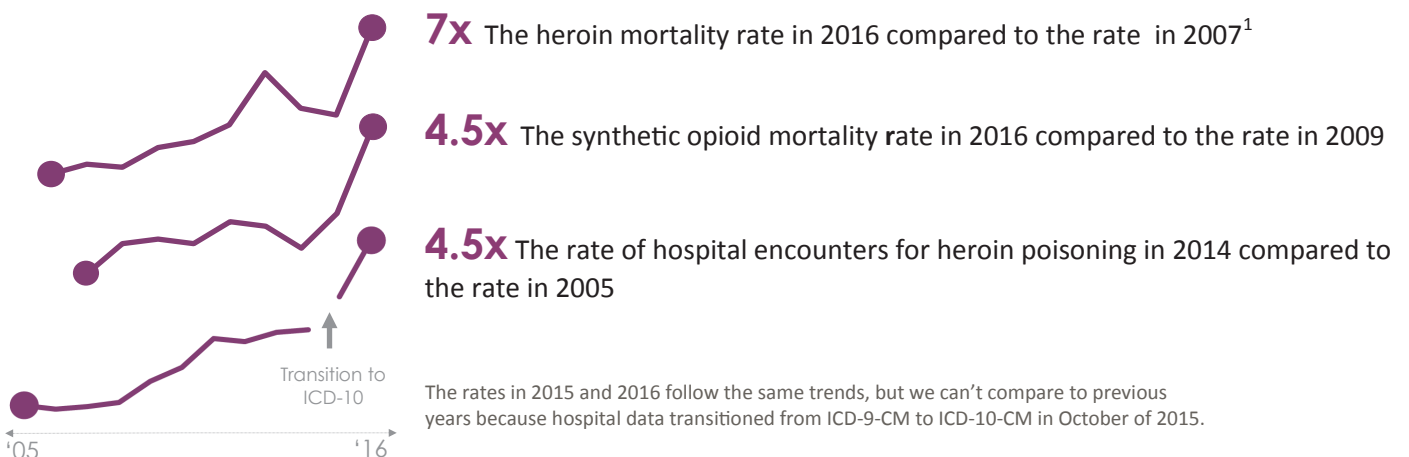 7x The heroin mortality rate in 2016 compared to the rate in 2007¹
4.5x The synthetic opioid mortality rate in 2016 compared to the rate in 2009
4.5x The rate of hospital encounters for heroin poisoning in 2014 compared to
the rate in 2005
Transition to
ICD-10
The rates in 2015 and 2016 follow the same trends, but we can’t compare to previous
years because hospital data transitioned from ICD-9-CM to ICD-10-CM in October of 2015.
‘05 ‘16